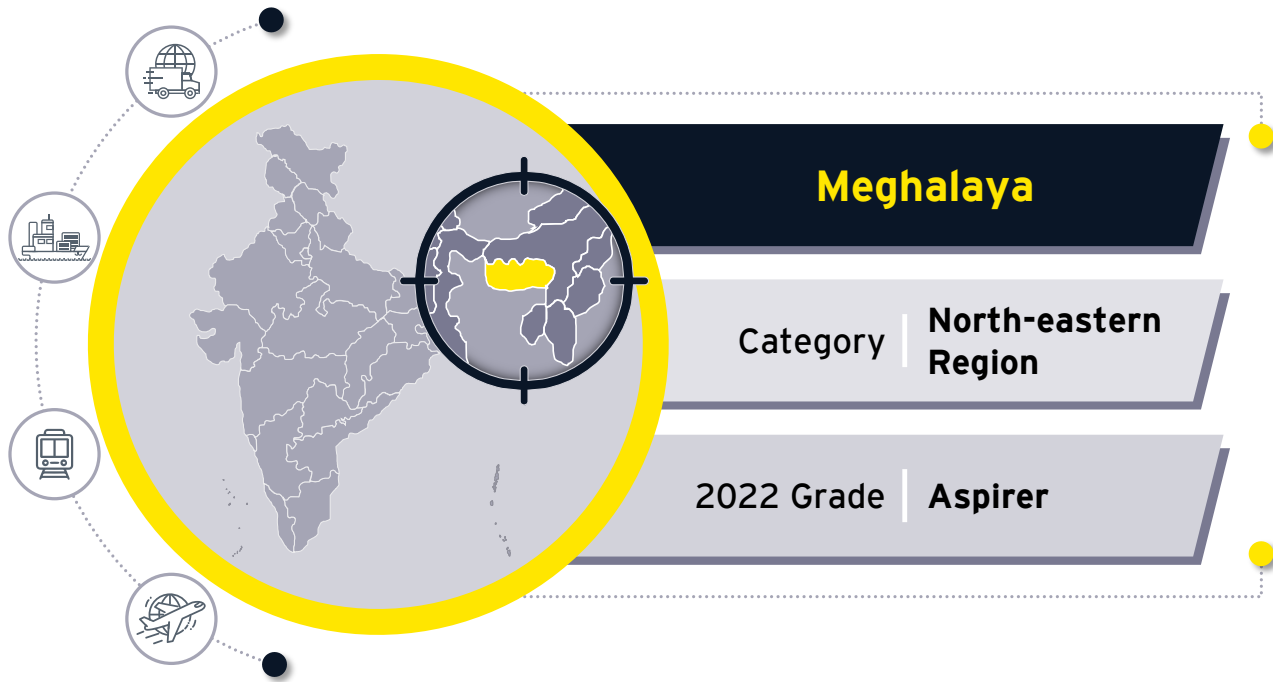 Meghalaya
Category
North-eastern
Region
2022 Grade
Aspirer